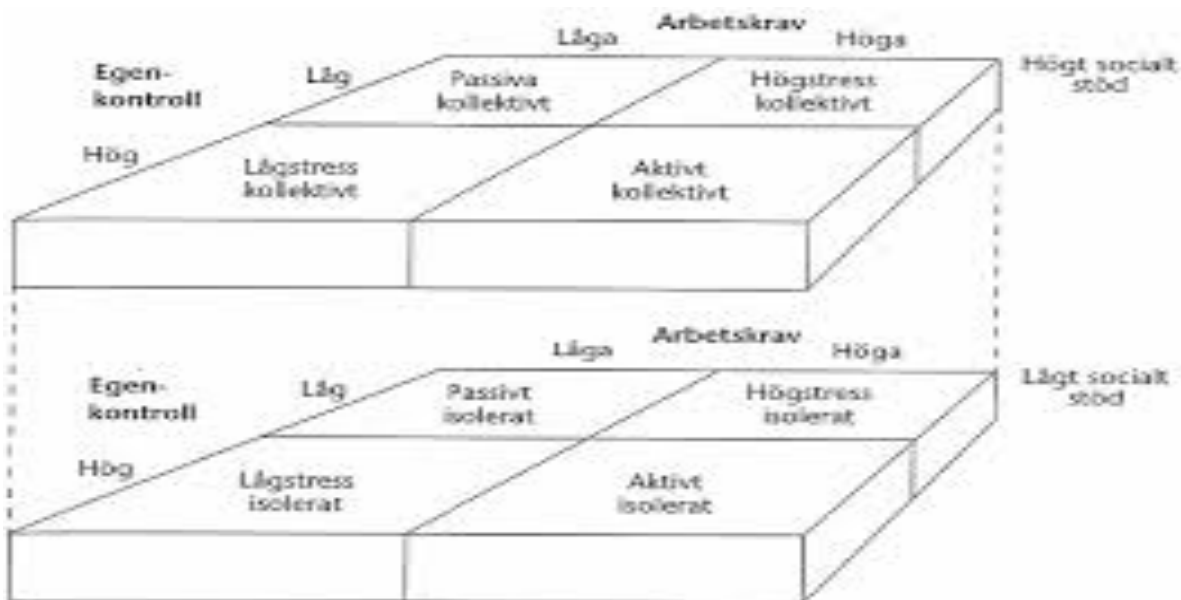 Arbetskrav
Låga
Höga
Egen-
kontroll
Låg
Hög
Passiva
kollektivt
Högstress
kollektivt
Lågstress
kollektivt
Aktivt
kollektivt
Högt socialt
stöd
Arbetskrav
Låga
Höga
Egen-
kontroll
Låg
Hög
Passivt
isolerat
Högstress
isolerat
Lågstress
isolerat
Aktivt
isolerat
Lågt socialt
stöd